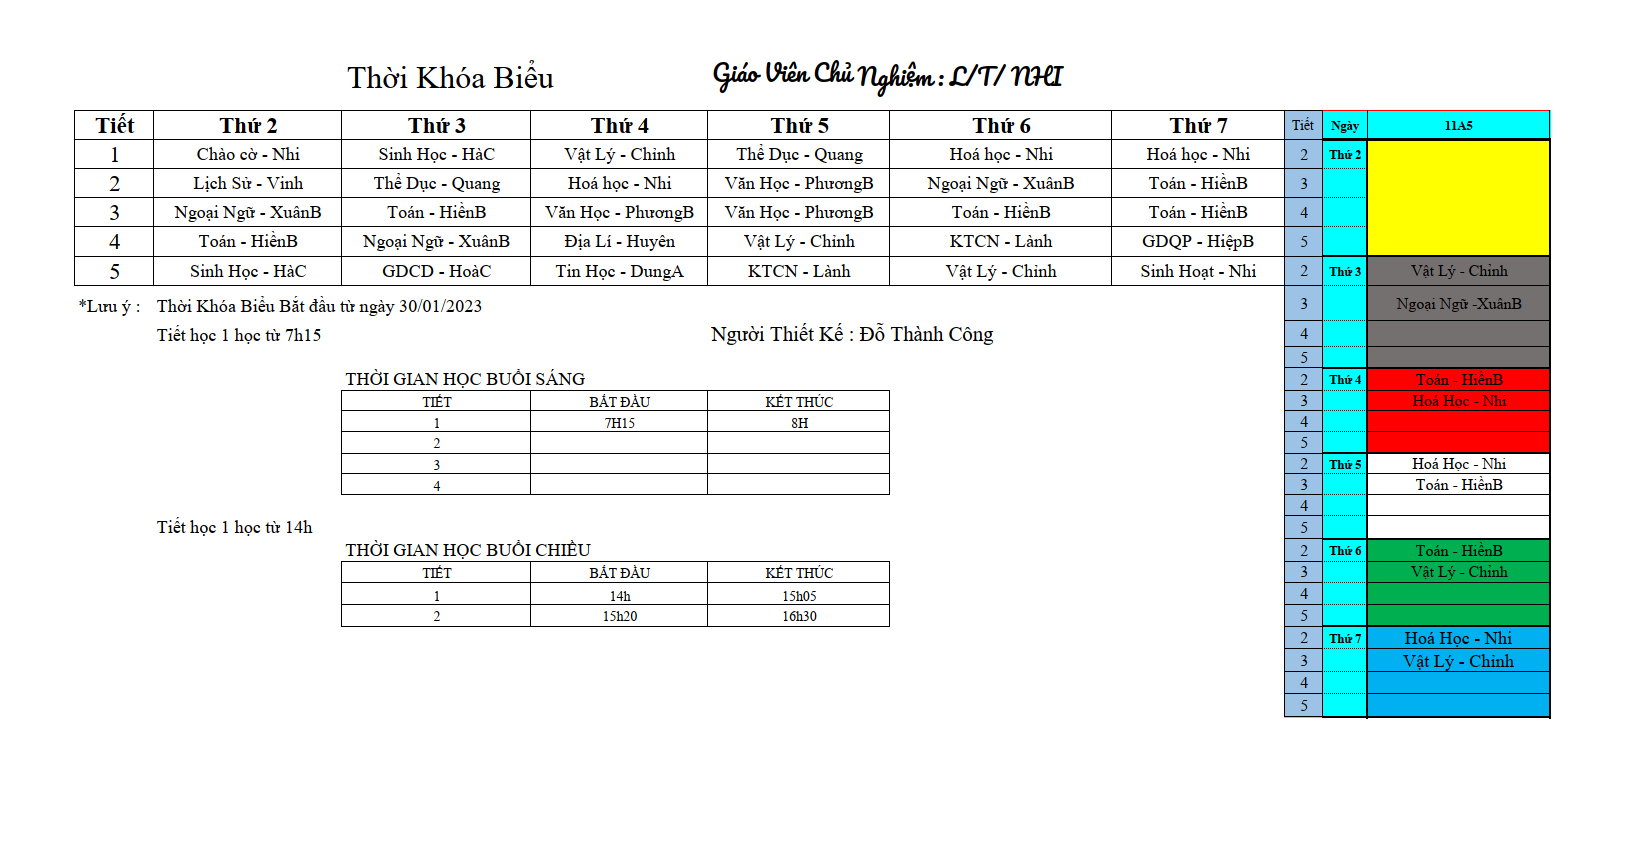 Thời Khóa Biểu
Giáo Viên Chủ Nghiệm : L/T/ NHI
Tiết Thứ 2 Thứ 3 Thứ 4 Thứ 5 Thứ 6 Thứ 7
1 Chào cờ - Nhi Sinh Học - HàC Vật Lý - Chỉnh Thể Dục - Quang Hoá học - Nhi Hoá học - Nhi
2 Lịch Sử - Vinh Thể Dục - Quang Hoá học - Nhi Văn Học - PhươngB Ngoại Ngữ - XuânB Toán - HiềnB
3 Ngoại Ngữ - XuânB Toán - HiềnB Văn Học - PhươngB Văn Học - PhươngB Toán - HiềnB Toán - HiềnB
4 Toán - HiềnB Ngoại Ngữ - XuânB Địa Lí - Huyên Vật Lý - Chỉnh KTCN - Lành GDQP - HiệpB
5 Sinh Học - HàC GDCD - HoàC Tin Học - DungA KTCN - Lành Vật Lý - Chỉnh Sinh Hoạt - Nhi
*Lưu ý : Thời Khóa Biểu Bắt đầu từ ngày 30/01/2023
Tiết học 1 học từ 7h15
Người Thiết Kế : Đỗ Thành Công
THỜI GIAN HỌC BUỔI SÁNG
TIẾT BẮT ĐẦU KẾT THÚC
1 7H15 8H
2
3
4
Tiết học 1 học từ 14h
THỜI GIAN HỌC BUỔI CHIỀU
TIẾT BẮT ĐẦU KẾT THÚC
1 14h 15h05
2 15h20 16h30
Tiết Ngày 11A5
2 Thứ 2
3
4
5
2 Thứ 3 Vật Lý - Chỉnh
3 Ngoại Ngữ -XuânB
4
5
2 Thứ 4 Toán - HiềnB
3 Hoá Học - Nhi
4
5
2 Thứ 5 Hoá Học - Nhi
3 Toán - HiềnB
4
5
2 Thứ 6 Toán - HiềnB
3 Vật Lý - Chỉnh
4
5
2 Thứ 7 Hoá Học - Nhi
3 Vật Lý - Chỉnh
4
5